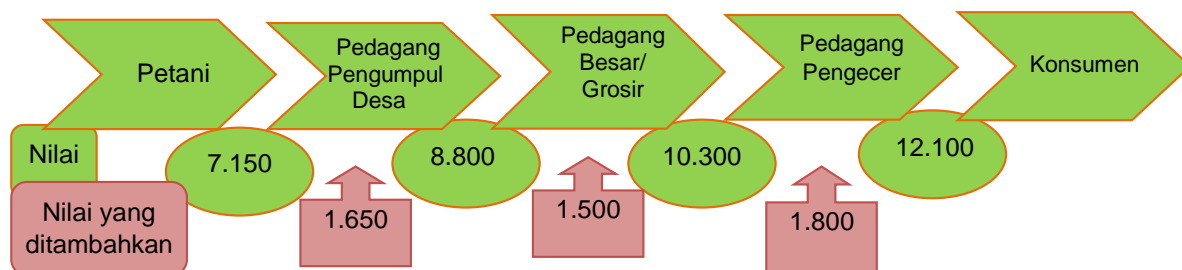 Petani
Pedagang
Pengumpul
Desa
Pedagang
Besar/
Grosir
Pedagang
Pengecer
Konsumen
Nilai
7.150
8.800
10.300
12.100
Nilai yang
ditambahkan
1.650
1.500
1.800